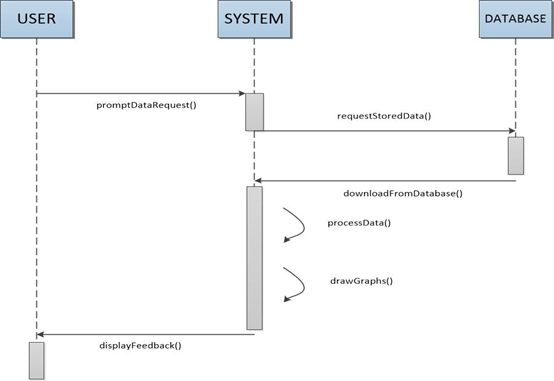 USER
SYSTEM
DATABASE
promptDataRequest()
requestStoredData()
downloadFromDatabase()
processData()
drawGraphs()
displayFeedback()